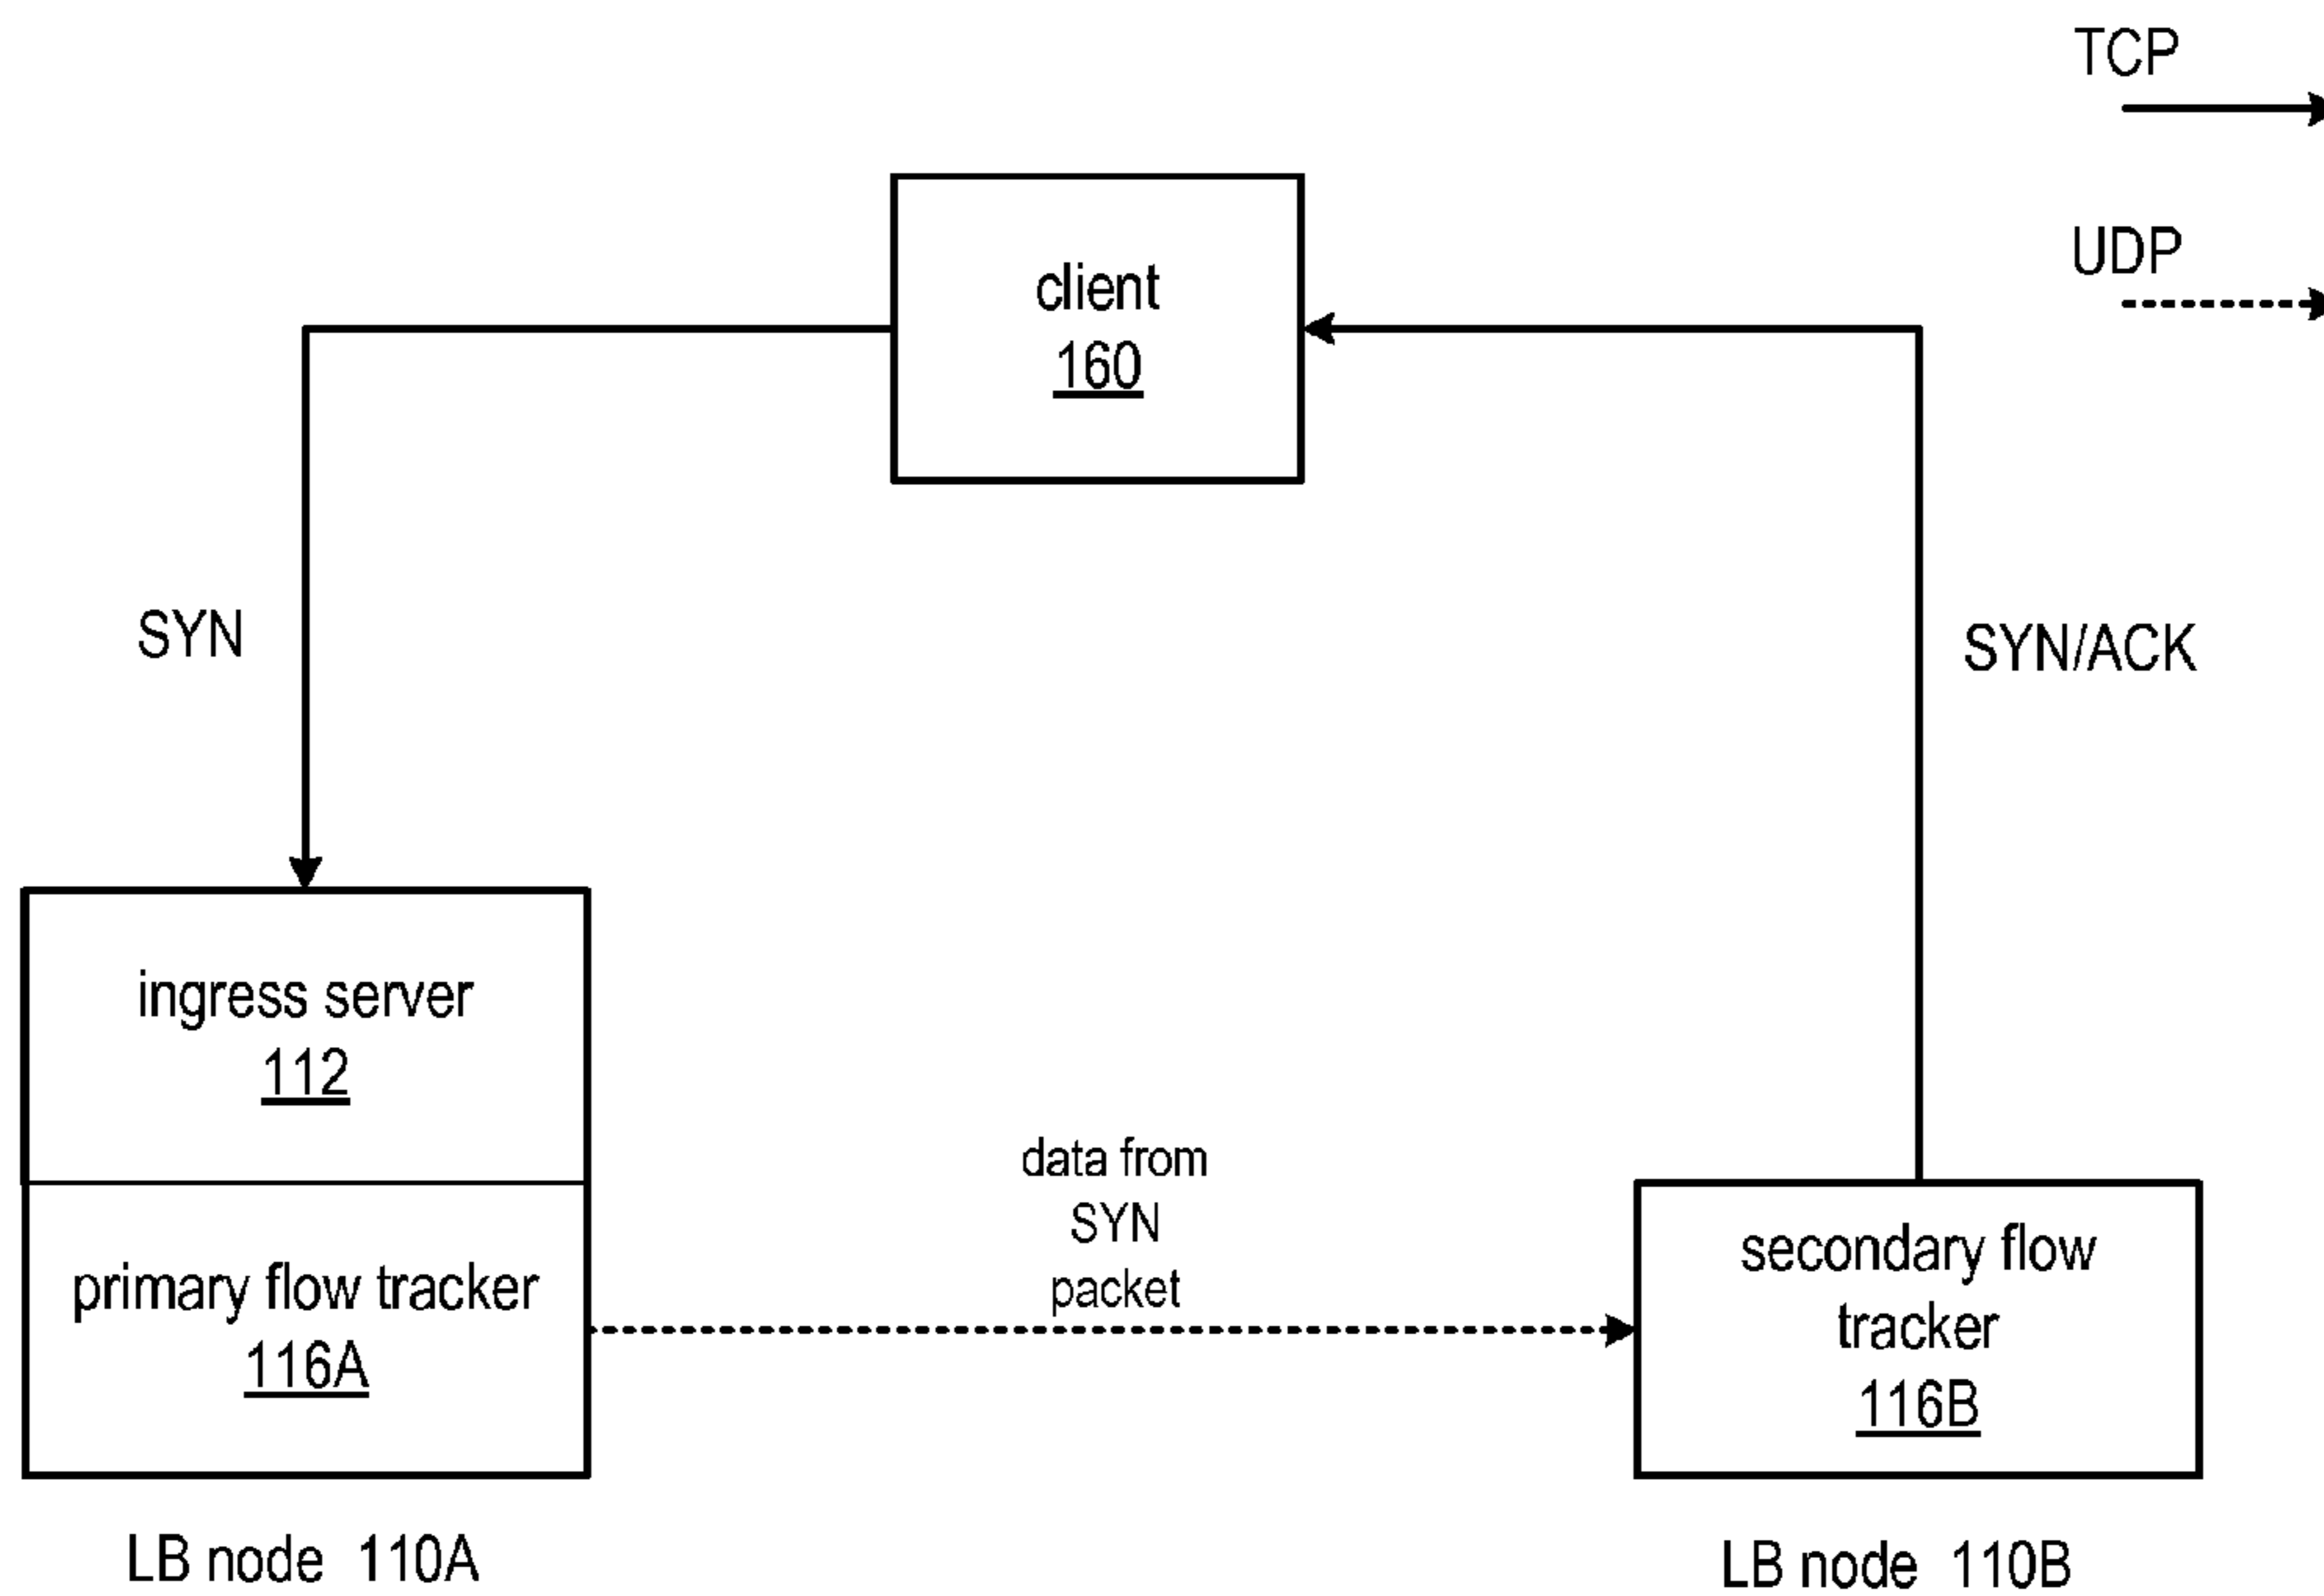 TCP
UDP
client
160
SYN
SYN/ACK
ingress server
112
data from
SYN
packet
primary flow tracker
116A
secondary flow
tracker
116B
LB node 110A
LB node 110B